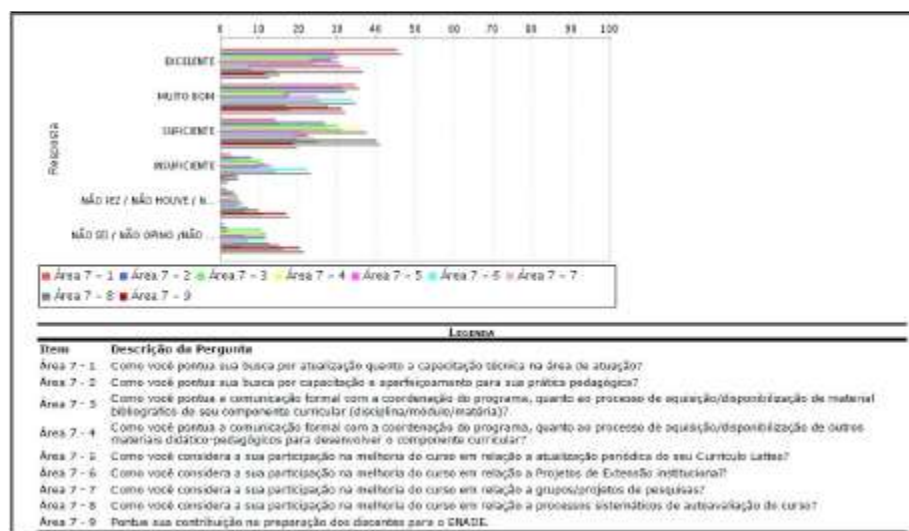 0 10 20 30 40 50 60 70 80 90 100
EXCELENTE
MUITO BOM
SUFICIENTE
INSUFICIENTE
NÃO FEZ / NÃO HOUVE / N...
NÃO SEI / NÃO OPINO /NÃO ...
Resposta
Área 7 - 1 Área 7 - 2 Área 7 - 3 Área 7 - 4 Área 7 - 5 Área 7 - 6 Área 7 - 7
Área 7 - 8 Área 7 - 9
LEGENDA
Item Descrição da Pergunta
Área 7 - 1 Como você pontua sua busca por atualização quanto a capacitação técnica na área de atuação?
Área 7 - 2 Como você pontua sua busca por capacitação e aperfeiçoamento para sua prática pedagógica?
Área 7 - 3 Como você pontua a comunicação formal com a coordenação do programa, quanto ao processo de aquisição/disponibilização de material
bibliográfico de seu componente curricular (disciplina/módulo/matéria)?
Área 7 - 4 Como você pontua a comunicação formal com a coordenação do programa, quanto ao processo de aquisição/disponibilização de outros
materiais didático-pedagógicos para desenvolver o componente curricular?
Área 7 - 5 Como você considera a sua participação na melhoria do curso em relação a atualização periódica do seu Currículo Lattes?
Área 7 - 6 Como você considera a sua participação na melhoria do curso em relação a Projetos de Extensão institucional?
Área 7 - 7 Como você considera a sua participação na melhoria do curso em relação a grupos/projetos de pesquisas?
Área 7 - 8 Como você considera a sua participação na melhoria do curso em relação a processos sistemáticos de autoavaliação do curso?
Área 7 - 9 Pontue sua contribuição na preparação dos discentes para o ENADE.